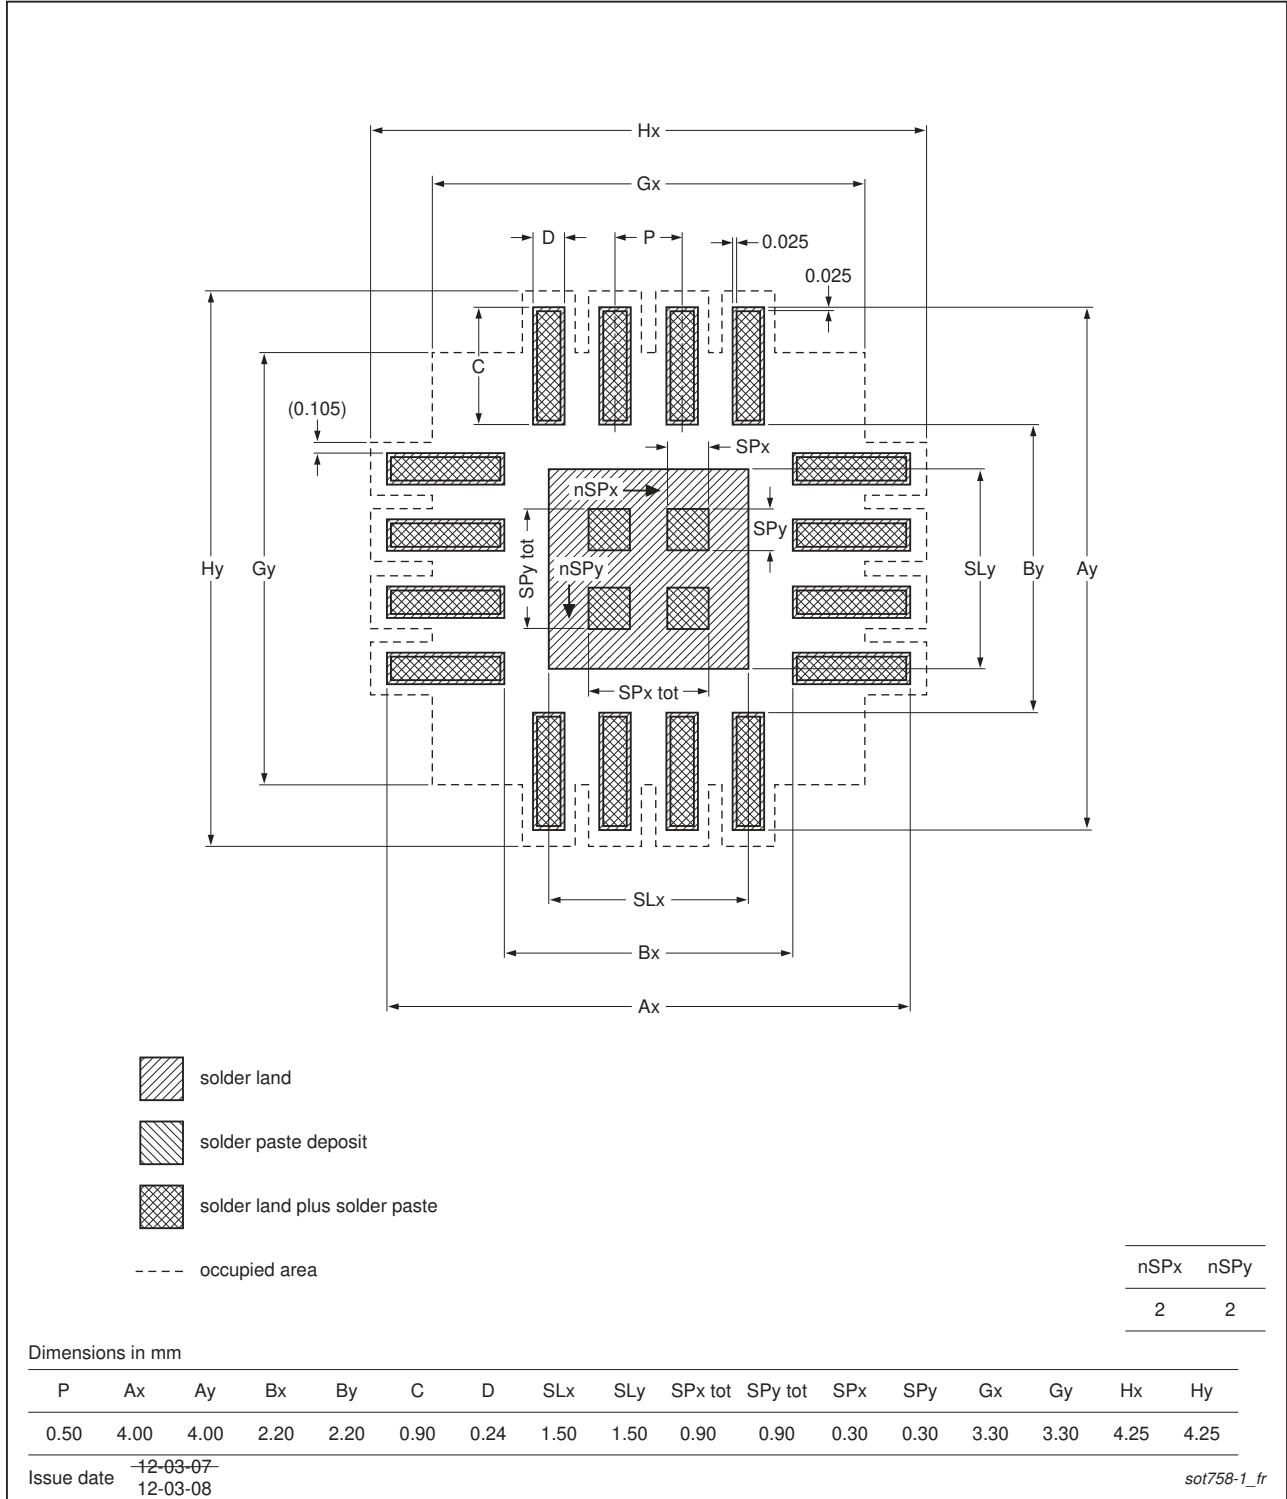 Hx
Gx
D
P
0.025
0.025
C
(0.105)
SPx
nSPx
SPy
SPy tot
nSPy
Hy
Gy
SLy
By
Ay
SPx tot
SLx
Bx
Ax
solder land
solder paste deposit
solder land plus solder paste
occupied area
nSPx nSPy
2 2
Dimensions in mm
P Ax Ay Bx By C D SLx SLy SPx tot SPy tot SPx SPy Gx Gy Hx Hy
0.50 4.00 4.00 2.20 2.20 0.90 0.24 1.50 1.50 0.90 0.90 0.30 0.30 3.30 3.30 4.25 4.25
Issue date 12-03-07
12-03-08
sot758-1_fr